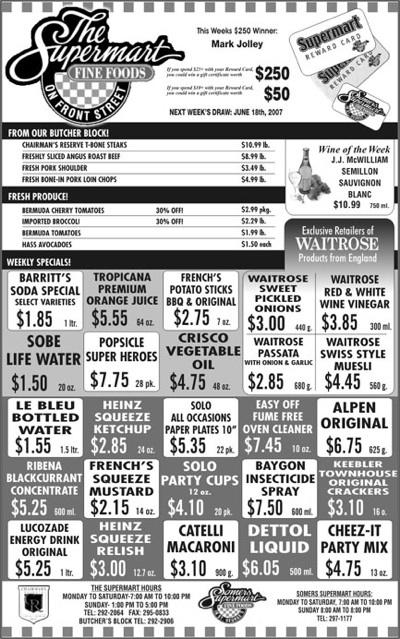 The
Supermart
FINE FOODS
ON FRONT STREET
This Weeks $250 Winner:
Mark Jolley
If you spend $25+ with your Reward Card,
you could win a gift certificate worth $250
If you spend $10+ with your Reward Card,
you could win a gift certificate worth $50
NEXT WEEK'S DRAW: JUNE 18th, 2007
Supermart
REWARD CARD
Supermart
REWARD CARD
FROM OUR BUTCHER BLOCK!
CHAIRMAN'S RESERVE T-BONE STEAKS $10.99 lb.
FRESHLY SLICED ANGUS ROAST BEEF $8.99 lb.
FRESH PORK SHOULDER $3.49 lb.
FRESH BONE-IN PORK LOIN CHOPS $4.99 lb.
Wine of the Week
J.J. McWILLIAM
SEMILLON
SAUVIGNON
BLANC
$10.99 750 ml.
FRESH PRODUCE!
BERMUDA CHERRY TOMATOES 30% OFF! $2.99 pkg.
IMPORTED BROCCOLI 30% OFF! $2.29 lb.
BERMUDA TOMATOES $1.99 lb.
HASS AVOCADOES $1.50 each
Exclusive Retailers of
WAITROSE
Products from England
WEEKLY SPECIALS!
BARRITT'S
SODA SPECIAL
SELECT VARIETIES
$1.85 1 ltr.
TROPICANA
PREMIUM
ORANGE JUICE
$5.55 64 oz.
FRENCH'S
POTATO STICKS
BBQ & ORIGINAL
$2.75 7 oz.
WAITROSE
SWEET
PICKLED
ONIONS
$3.00 440 g.
WAITROSE
RED & WHITE
WINE VINEGAR
$3.85 300 ml.
SOBE
LIFE WATER
$1.50 20 oz.
POPSICLE
SUPER HEROES
$7.75 28 pk.
CRISCO
VEGETABLE
OIL
$4.75 48 oz.
WAITROSE
PASSATA
WITH ONION & GARLIC
$2.85 680 g.
WAITROSE
SWISS STYLE
MUESLI
$4.45 560 g.
LE BLEU
BOTTLED
WATER
$1.55 1.5 ltr.
HEINZ
SQUEEZE
KETCHUP
$2.85 24 oz.
SOLO
ALL OCCASIONS
PAPER PLATES 10"
$5.35 22 pk.
EASY OFF
FUME FREE
OVEN CLEANER
$7.45 10 oz.
ALPEN
ORIGINAL
$6.75 625 g.
RIBENA
BLACKCURRANT
CONCENTRATE
$5.25 600 ml.
FRENCH'S
SQUEEZE
MUSTARD
$2.15 14 oz.
SOLO
PARTY CUPS
12 oz.
$4.10 20 pk.
BAYGON
INSECTICIDE
SPRAY
$7.50 600 ml.
KEEBLER
TOWNHOUSE
ORIGINAL
CRACKERS
$3.10 16 o.
LUCOZADE
ENERGY DRINK
ORIGINAL
$5.25 1 ltr.
HEINZ
SQUEEZE
RELISH
$3.00 12.7 oz.
CATELLI
MACARONI
$3.10 900 g.
DETTOL
LIQUID
$6.05 500 ml.
CHEEZ-IT
PARTY MIX
$4.75 13 oz.
THE SUPERMART HOURS
MONDAY TO SATURDAY-7:00 AM TO 10:00 PM
SUNDAY- 1:00 PM TO 5:00 PM
TEL: 292-2064 FAX: 295-0833
BUTCHER'S BLOCK TEL: 292-2906
Somers
Supermart
FINE FOODS
SOMERS SUPERMART HOURS:
MONDAY TO SATURDAY, 7:00 AM TO 10:00 PM
SUNDAY 8:00 AM TO 8:00 PM
TEL: 297-1177